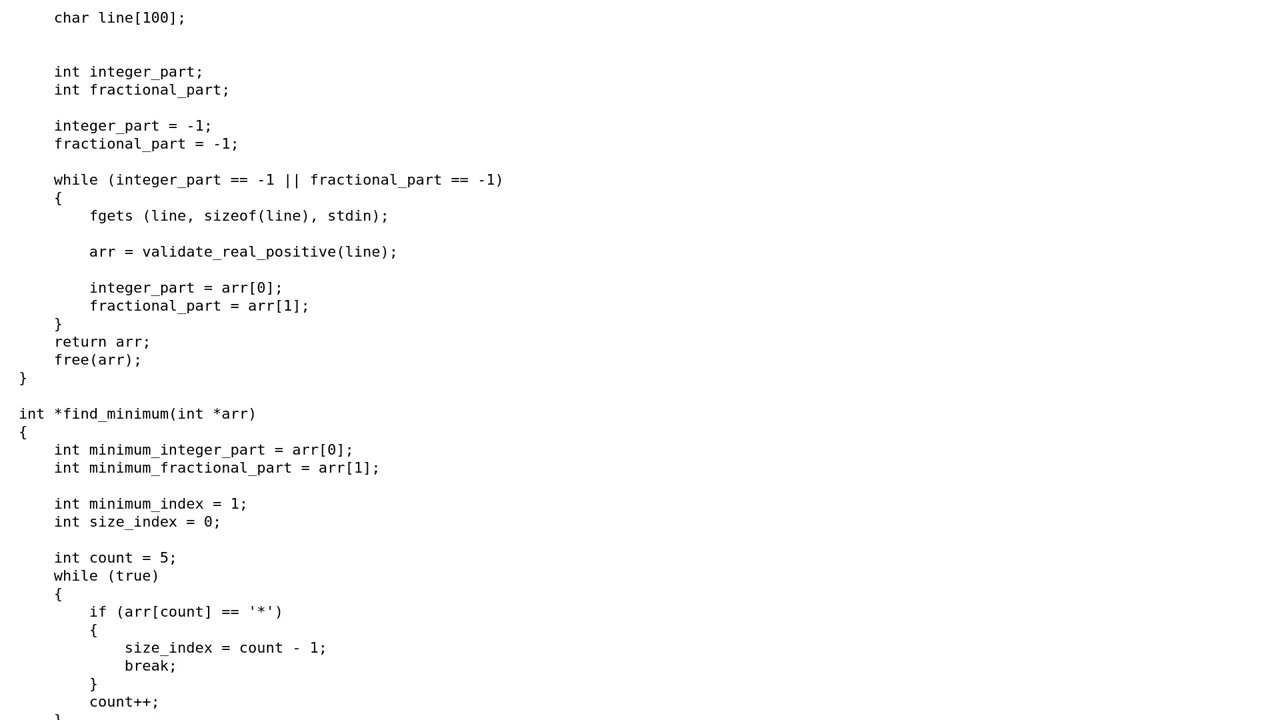 char line[100];
int integer_part;
int fractional_part;
integer_part = -1;
fractional_part = -1;
while (integer_part == -1 || fractional_part == -1)
{
fgets (line, sizeof(line), stdin);
arr = validate_real_positive(line);
integer_part = arr[0];
fractional_part = arr[1];
}
return arr;
free(arr);
}
int *find_minimum(int *arr)
{
int minimum_integer_part = arr[0];
int minimum_fractional_part = arr[1];
int minimum_index = 1;
int size_index = 0;
int count = 5;
while (true)
{
if (arr[count] == '*')
{
size_index = count - 1;
break;
}
count++;
}